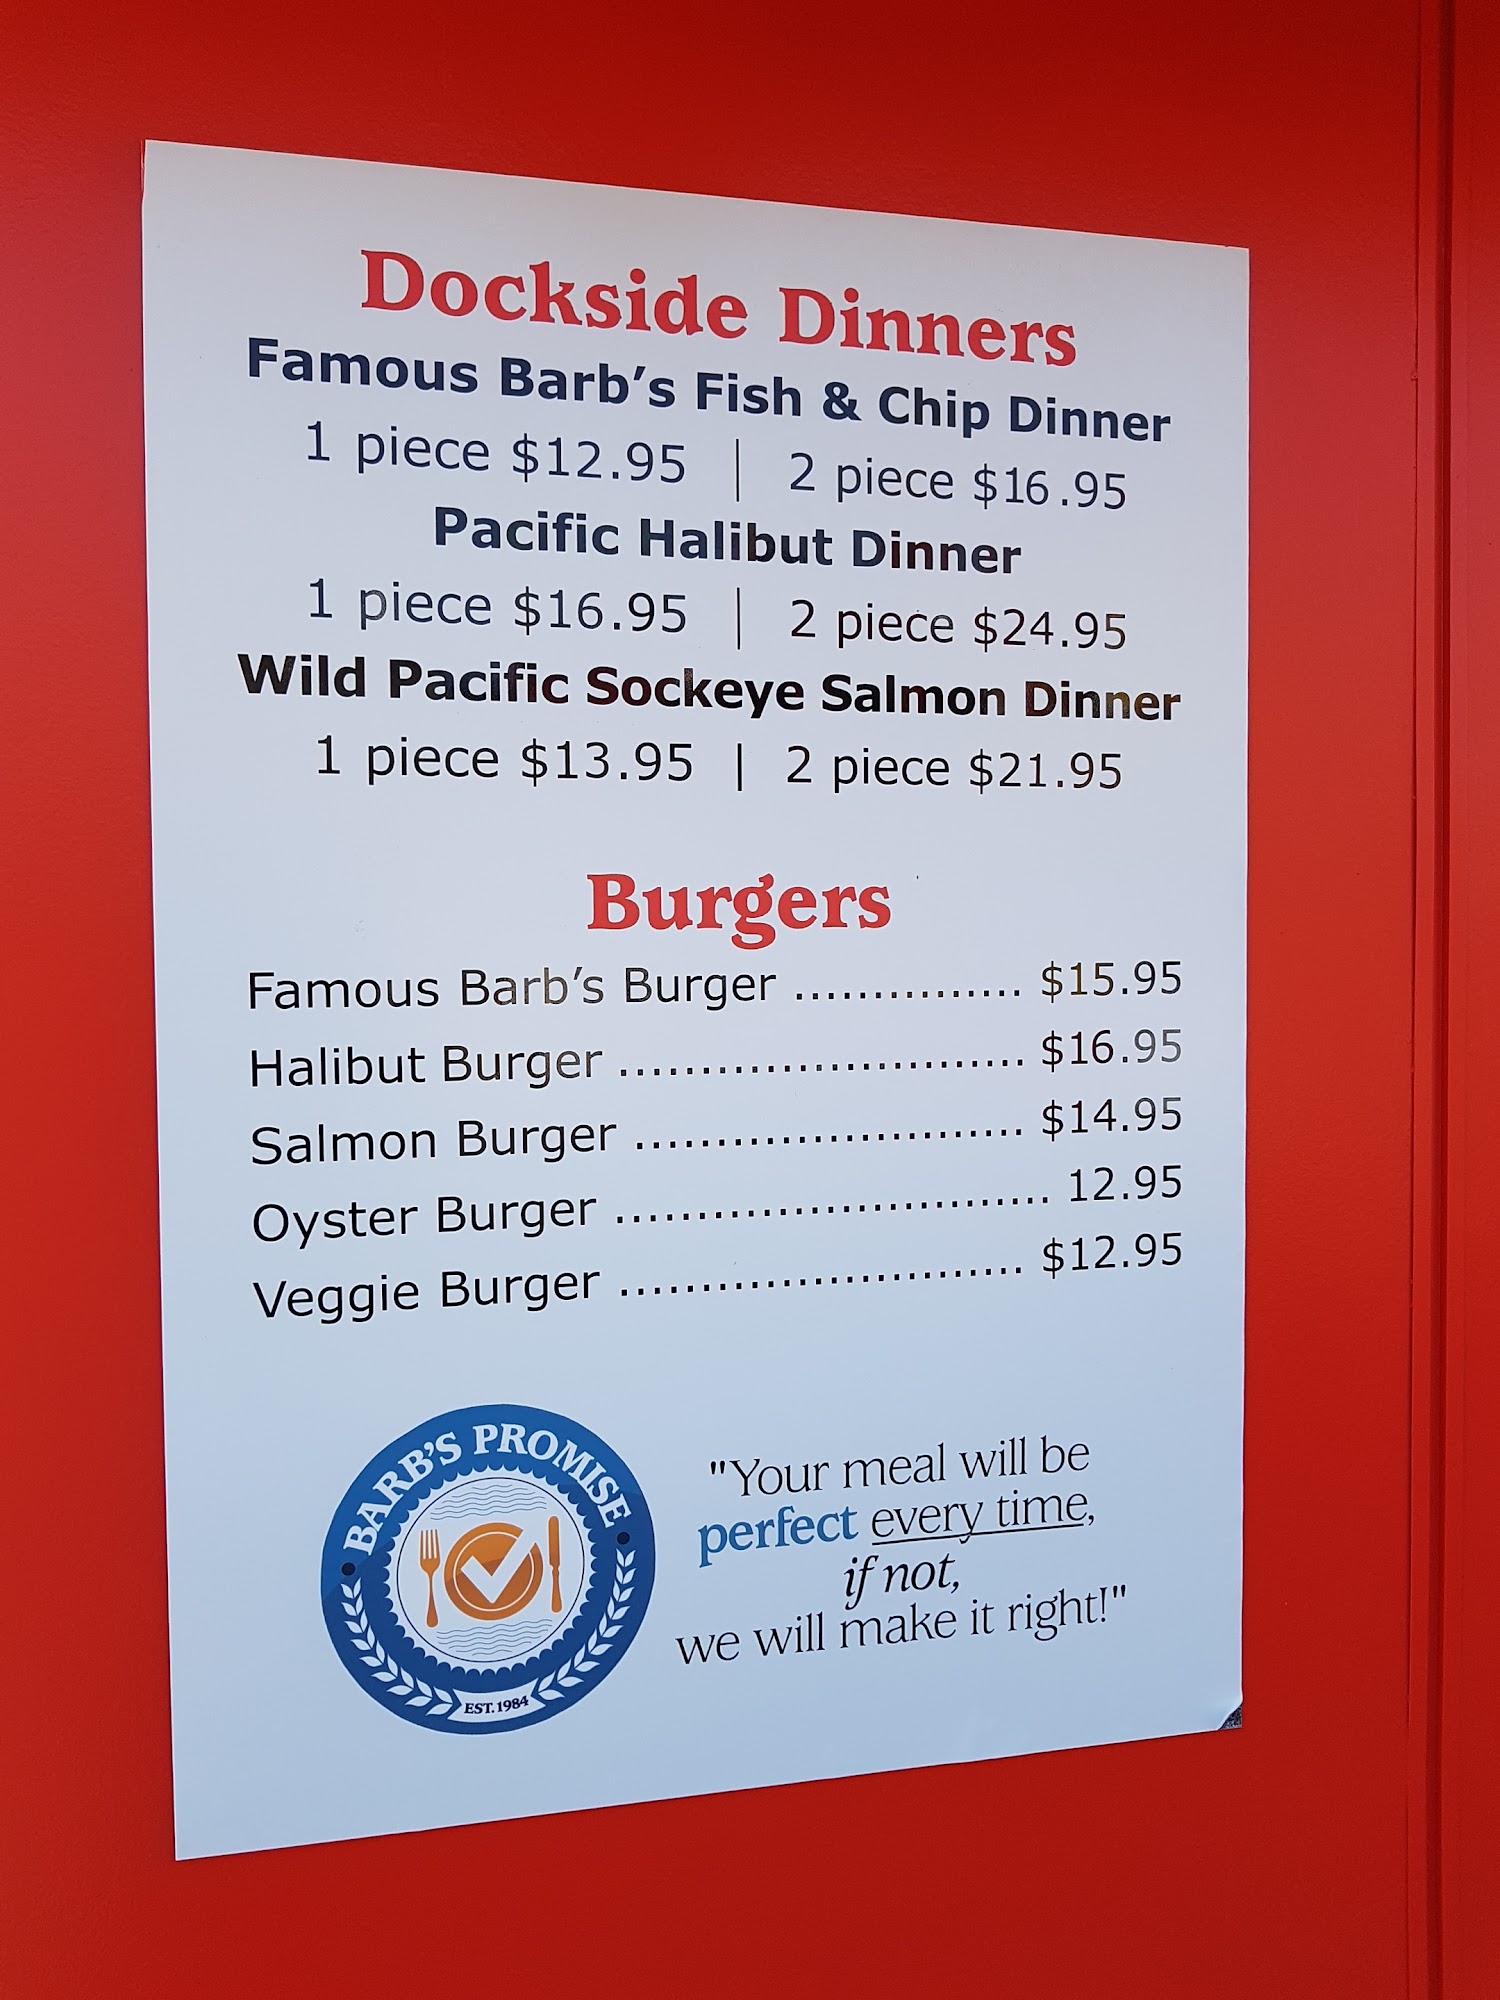 Dockside Dinners
Famous Barb's Fish & Chip Dinner
1 piece $12.95 | 2 piece $16.95
Pacific Halibut Dinner
1 piece $16.95 | 2 piece $24.95
Wild Pacific Sockeye Salmon Dinner
1 piece $13.95 | 2 piece $21.95
Burgers
Famous Barb's Burger ............... $15.95
Halibut Burger .......................... $16.95
Salmon Burger ......................... $14.95
Oyster Burger ............................ 12.95
Veggie Burger .......................... $12.95
BARB'S PROMISE
EST. 1984
"Your meal will be
perfect every time,
if not,
we will make it right!"